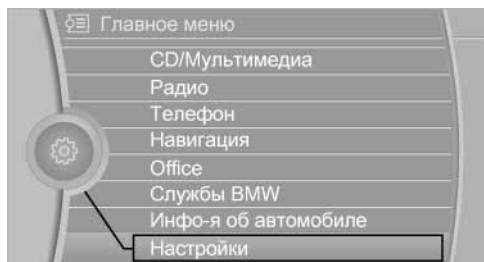 Главное меню
CD/Мультимедиа
Радио
Телефон
Навигация
Office
Службы BMW
Инфо-я об автомобиле
Настройки